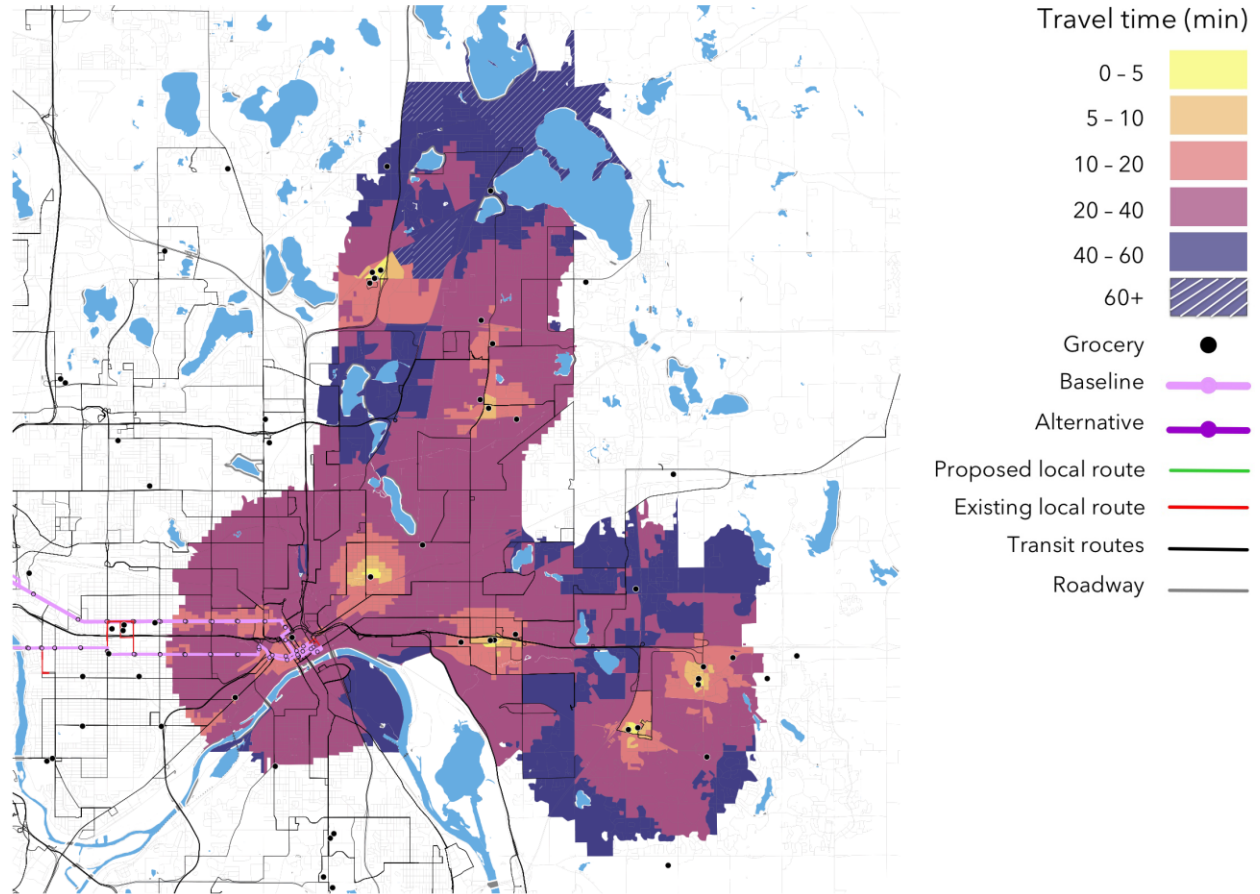 Travel time (min)
0 – 5
5 – 10
10 – 20
20 – 40
40 – 60
60+
Grocery
Baseline
Alternative
Proposed local route
Existing local route
Transit routes
Roadway